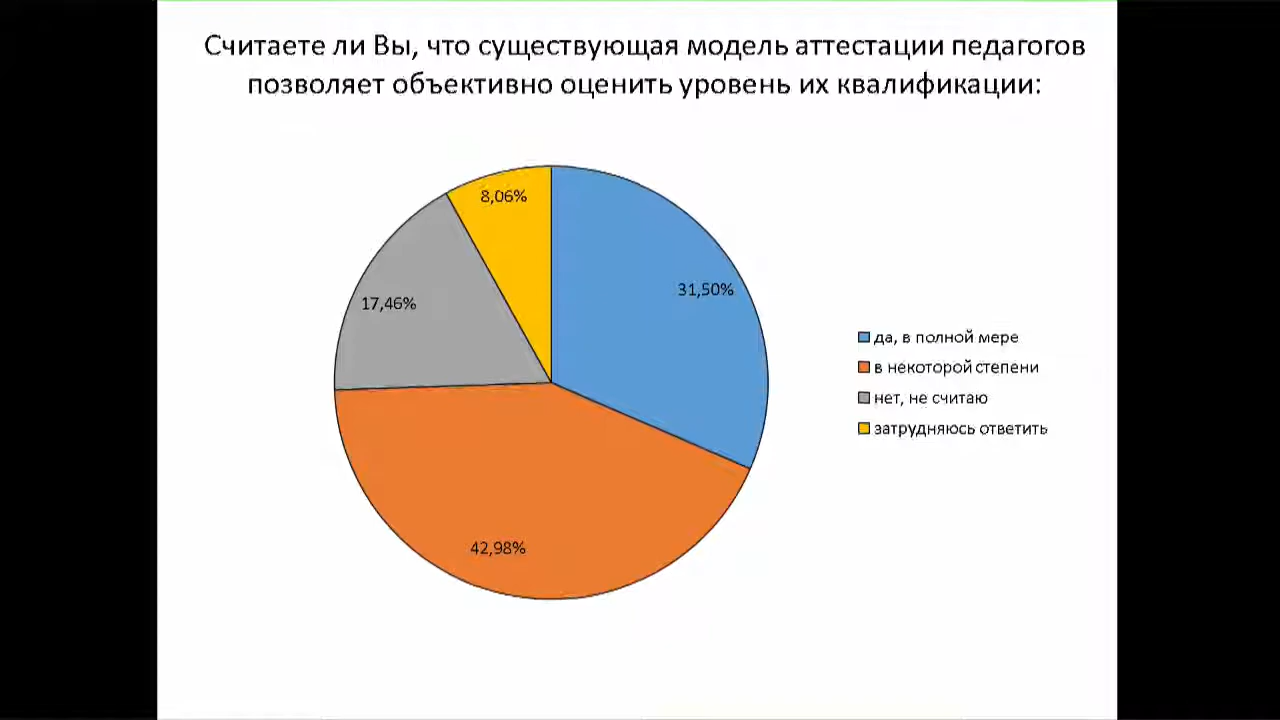 Считаете ли Вы, что существующая модель аттестации педагогов
позволяет объективно оценить уровень их квалификации:
8,06%
31,50%
17,46%
42,98%
да, в полной мере
в некоторой степени
нет, не считаю
затрудняюсь ответить